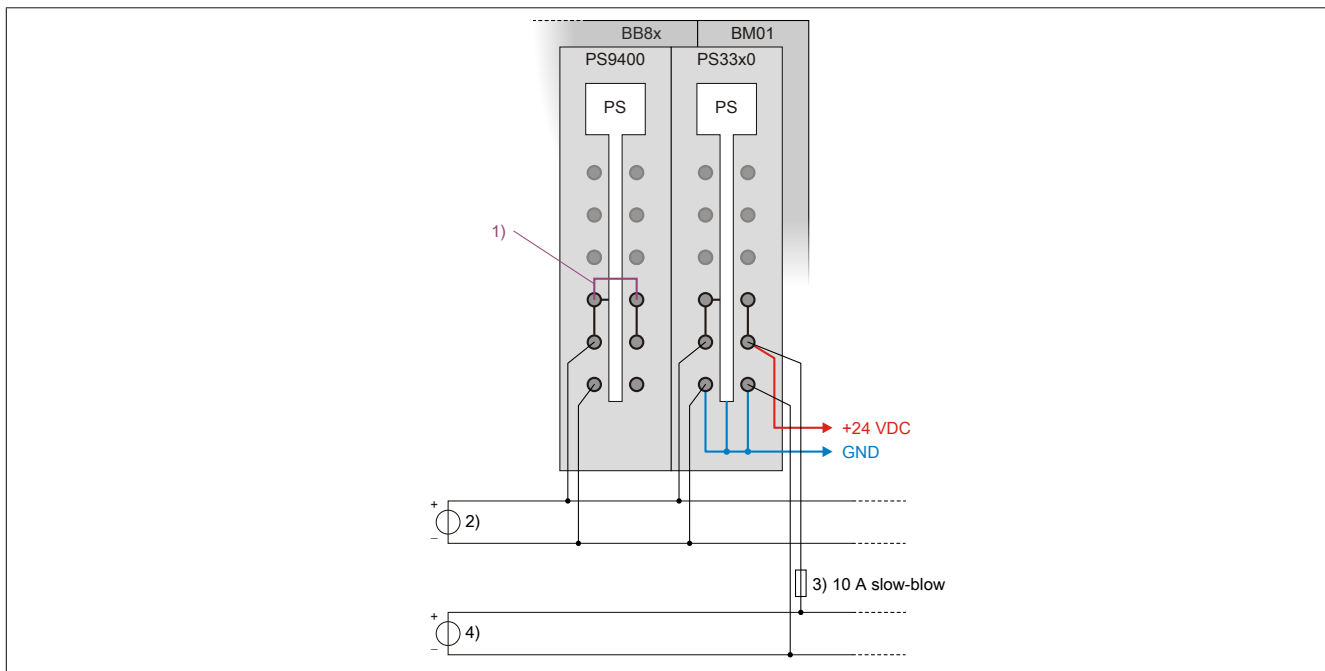 BB8x BM01
PS9400 PS33x0
PS PS
1)
+24 VDC
GND
+
2)
–
3) 10 A slow-blow
+
4)
–